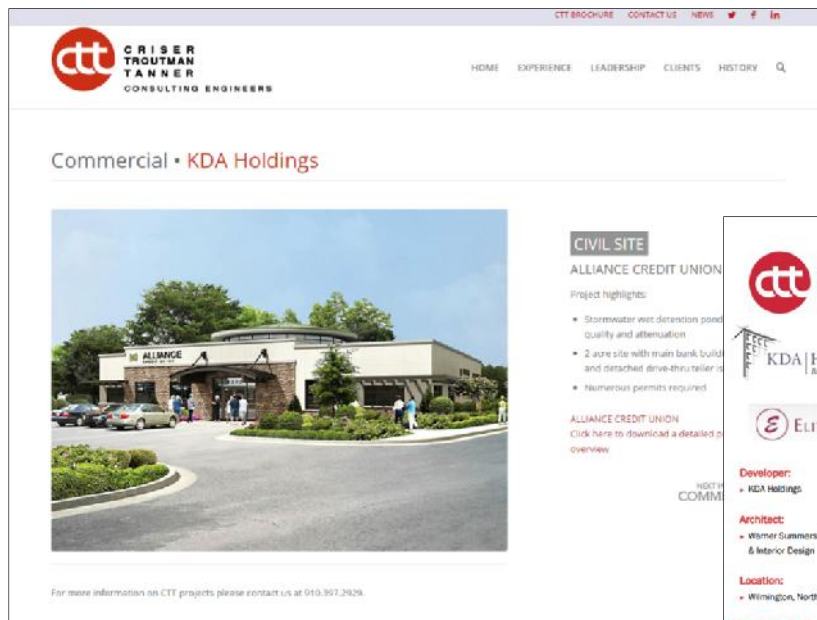 CTT BROCHURE CONTACT US NEWS
ctt
CRISER
TROUTMAN
TANNER
CONSULTING ENGINEERS
HOME EXPERIENCE LEADERSHIP CLIENTS HISTORY
Commercial • KDA Holdings
ALLIANCE
CIVIL SITE
ALLIANCE CREDIT UNION
Project highlights:
Stormwater wet detention pond
quality and attenuation
2 acre site with main bank build
and detached drive-thru teller is
Numerous permits required
ALLIANCE CREDIT UNION
Click here to download a detailed p
overview
NEXT
COMM
For more information on CTT projects please contact us at 910.397.2929.
ctt
KDA
ELI
Developer:
KDA Holdings
Architect:
Warner Summers
& Interior Design
Location:
Wilmington, North